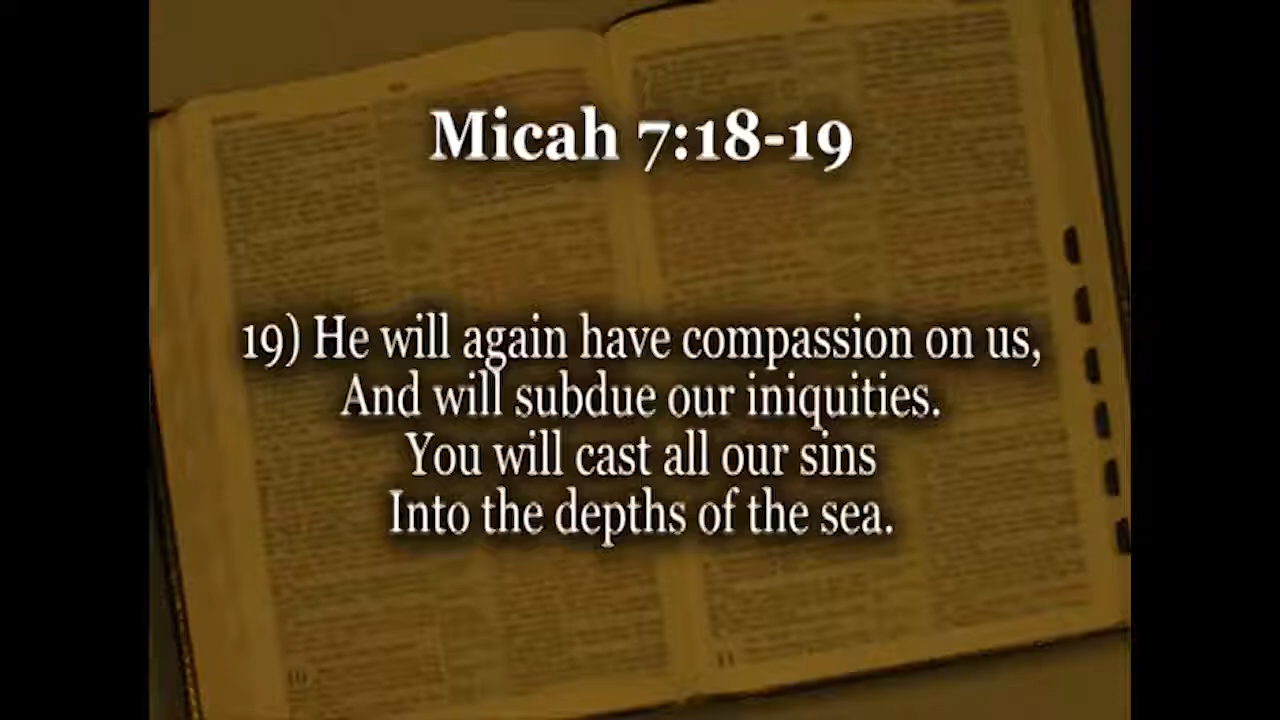 Micah 7:18-19
19) He will again have compassion on us,
And will subdue our iniquities.
You will cast all our sins
Into the depths of the sea.